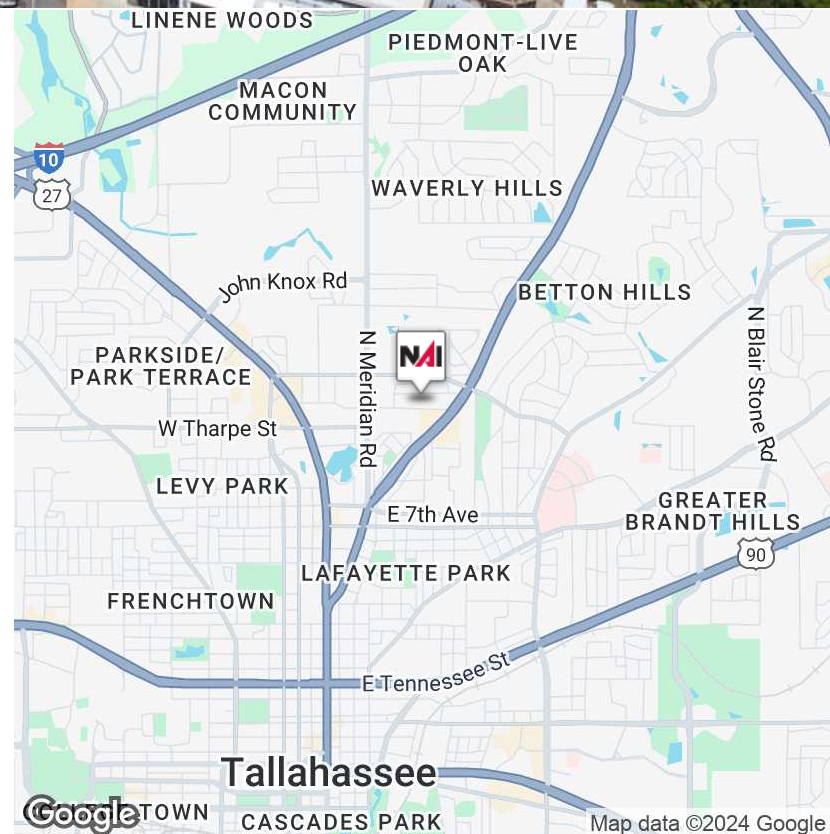 LINENE WOODS
PIEDMONT-LIVE
OAK
MACON
COMMUNITY
10
27
WAVERLY HILLS
John Knox Rd
BETTON HILLS
N Meridian Rd
NAI
N Blair Stone Rd
PARKSIDE/
PARK TERRACE
W Tharpe St
LEVY PARK
E 7th Ave
GREATER
BRANDT HILLS
90
LAFAYETTE PARK
FRENCHTOWN
E Tennessee St
Tallahassee
Google
TOWN
CASCADES PARK
Map data ©2024 Google